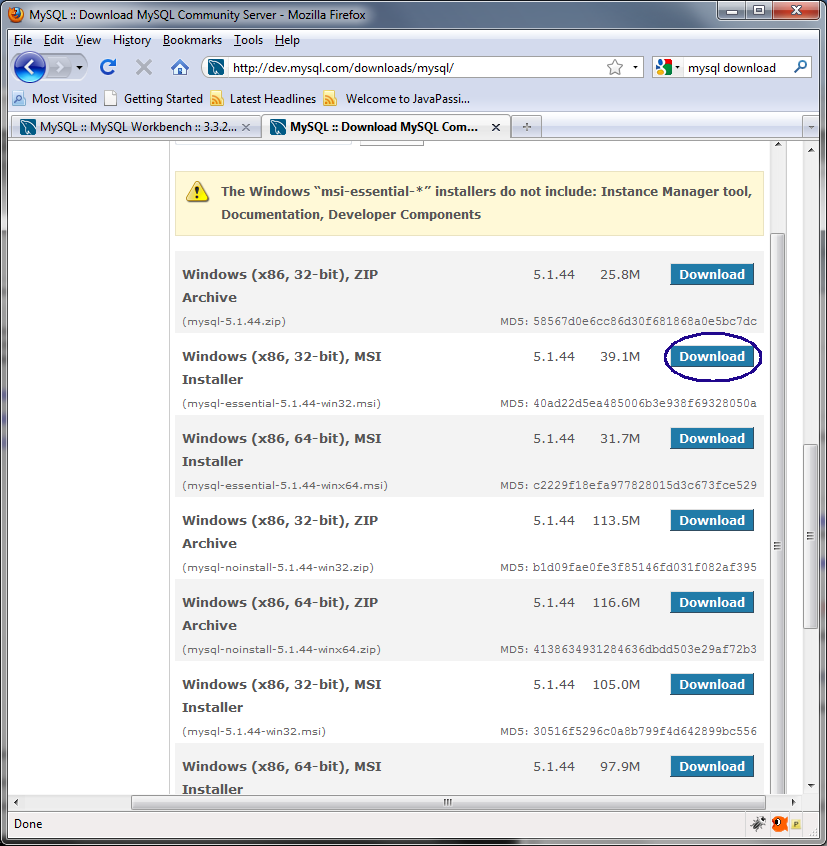 MySQL :: Download MySQL Community Server - Mozilla Firefox
File Edit View History Bookmarks Tools Help
http://dev.mysql.com/downloads/mysql/ mysql download
Most Visited Getting Started Latest Headlines Welcome to JavaPassi...
MySQL :: MySQL Workbench :: 3.3.2... MySQL :: Download MySQL Com...
The Windows “msi-essential-*” installers do not include: Instance Manager tool,
Documentation, Developer Components
Windows (x86, 32-bit), ZIP 5.1.44 25.8M Download
Archive
(mysql-5.1.44.zip) MD5: 58567d0e6cc86d30f681868a0e5bc7dc
Windows (x86, 32-bit), MSI 5.1.44 39.1M Download
Installer
(mysql-essential-5.1.44-win32.msi) MD5: 40ad22d5ea485006b3e938f69328050a
Windows (x86, 64-bit), MSI 5.1.44 31.7M Download
Installer
(mysql-essential-5.1.44-winx64.msi) MD5: c2229f18efa977828015d3c673fce529
Windows (x86, 32-bit), ZIP 5.1.44 113.5M Download
Archive
(mysql-noinstall-5.1.44-win32.zip) MD5: b1d09fae0fe3f85146fd031f082af395
Windows (x86, 64-bit), ZIP 5.1.44 116.6M Download
Archive
(mysql-noinstall-5.1.44-winx64.zip) MD5: 4138634931284636dbdd503e29af72b3
Windows (x86, 32-bit), MSI 5.1.44 105.0M Download
Installer
(mysql-5.1.44-win32.msi) MD5: 30516f5296c0a8b799f4d642899bc556
Windows (x86, 64-bit), MSI 5.1.44 97.9M Download
Installer
Done